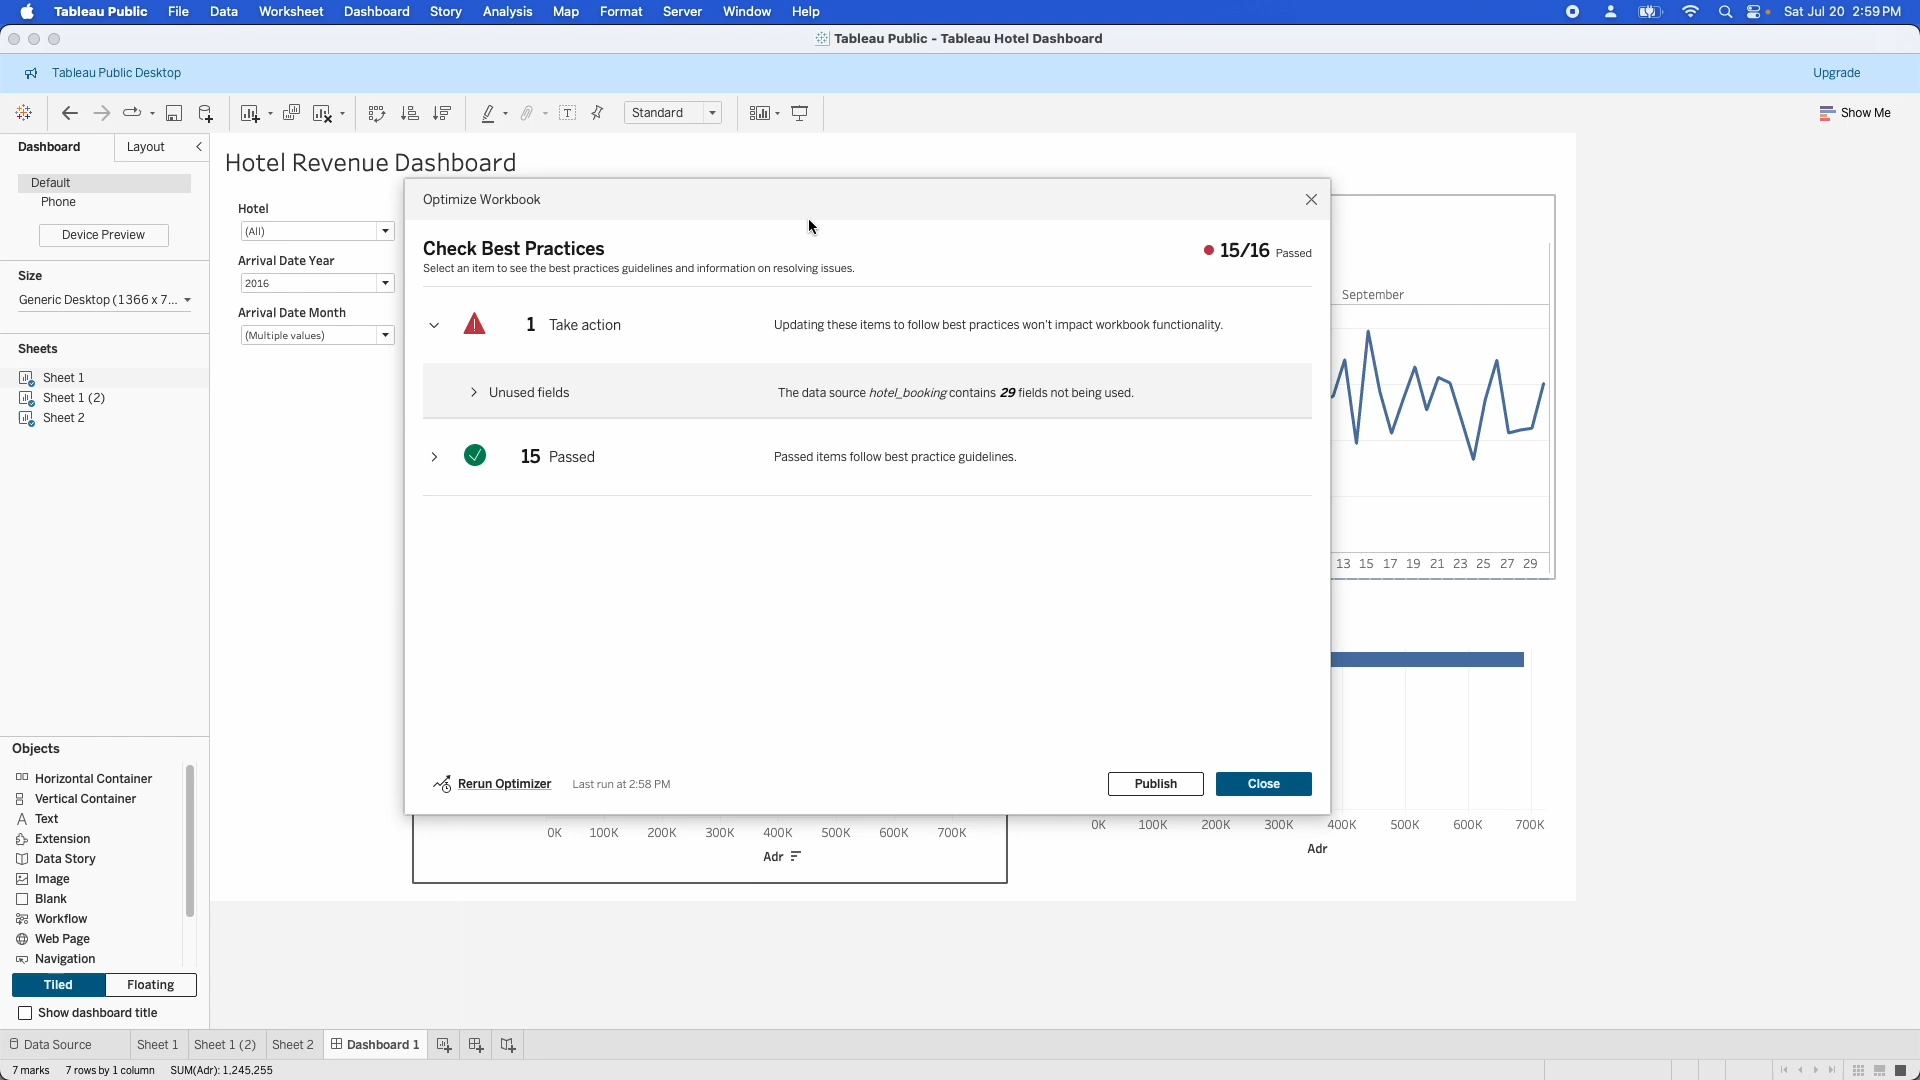 Tableau Public File Data Worksheet Dashboard Story Analysis Map Format Server Window Help Sat Jul 20 2:59 PM
Tableau Public - Tableau Hotel Dashboard
Tableau Public Desktop Upgrade
Standard Show Me
Dashboard Layout
Hotel Revenue Dashboard
Default
Phone
Device Preview
Size
Generic Desktop (1366 x 7...
Sheets
Sheet 1
Sheet 1 (2)
Sheet 2
Hotel
(All)
Arrival Date Year
2016
Arrival Date Month
(Multiple values)
Optimize Workbook
Check Best Practices 15/16 Passed
Select an item to see the best practices guidelines and information on resolving issues.
1 Take action Updating these items to follow best practices won't impact workbook functionality.
Unused fields The data source hotel_booking contains 29 fields not being used.
15 Passed Passed items follow best practice guidelines.
Rerun Optimizer Last run at 2:58 PM Publish Close
September
13 15 17 19 21 23 25 27 29
0K 100K 200K 300K 400K 500K 600K 700K
Adr
0K 100K 200K 300K 400K 500K 600K 700K
Adr
Objects
Horizontal Container
Vertical Container
Text
Extension
Data Story
Image
Blank
Workflow
Web Page
Navigation
Tiled Floating
Show dashboard title
Data Source Sheet 1 Sheet 1 (2) Sheet 2 Dashboard 1
7 marks 7 rows by 1 column SUM(Adr): 1,245,255